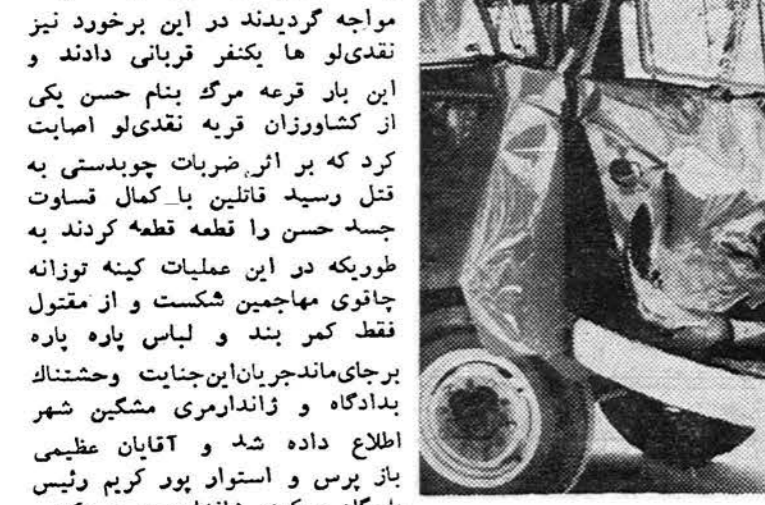 مواجه گردیدند در این برخورد نیز
نقدی‌لو ها یکنفر قربانی دادند و
این بار قرعه مرگ بنام حسن یکی
از کشاورزان قریه نقدی‌لو اصابت
کرد که بر اثر ضربات چوبدستی به
قتل رسید قاتلین با کمال قساوت
جسد حسن را قطعه قطعه کردند به
طوریکه در این عملیات کینه توزانه
چاقوی مهاجمین شکست و از مقتول
فقط کمر بند و لباس پاره پاره
برجای‌ماندجریان‌این‌جنایت وحشتناك
بدادگاه و ژاندارمری مشگین شهر
اطلاع داده شد و آقایان عظیمی
باز پرس و استوار پور کریم رئیس